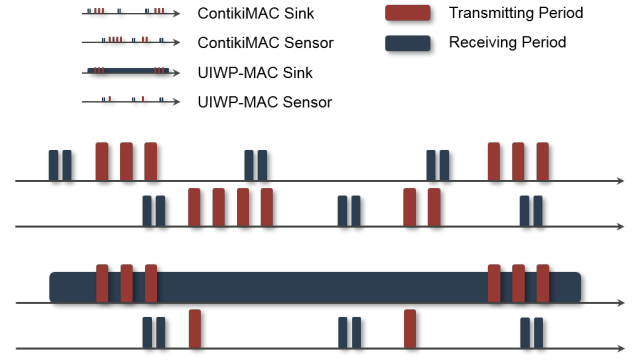 ContikiMAC Sink
Transmitting Period
ContikiMAC Sensor
Receiving Period
UIWP-MAC Sink
UIWP-MAC Sensor